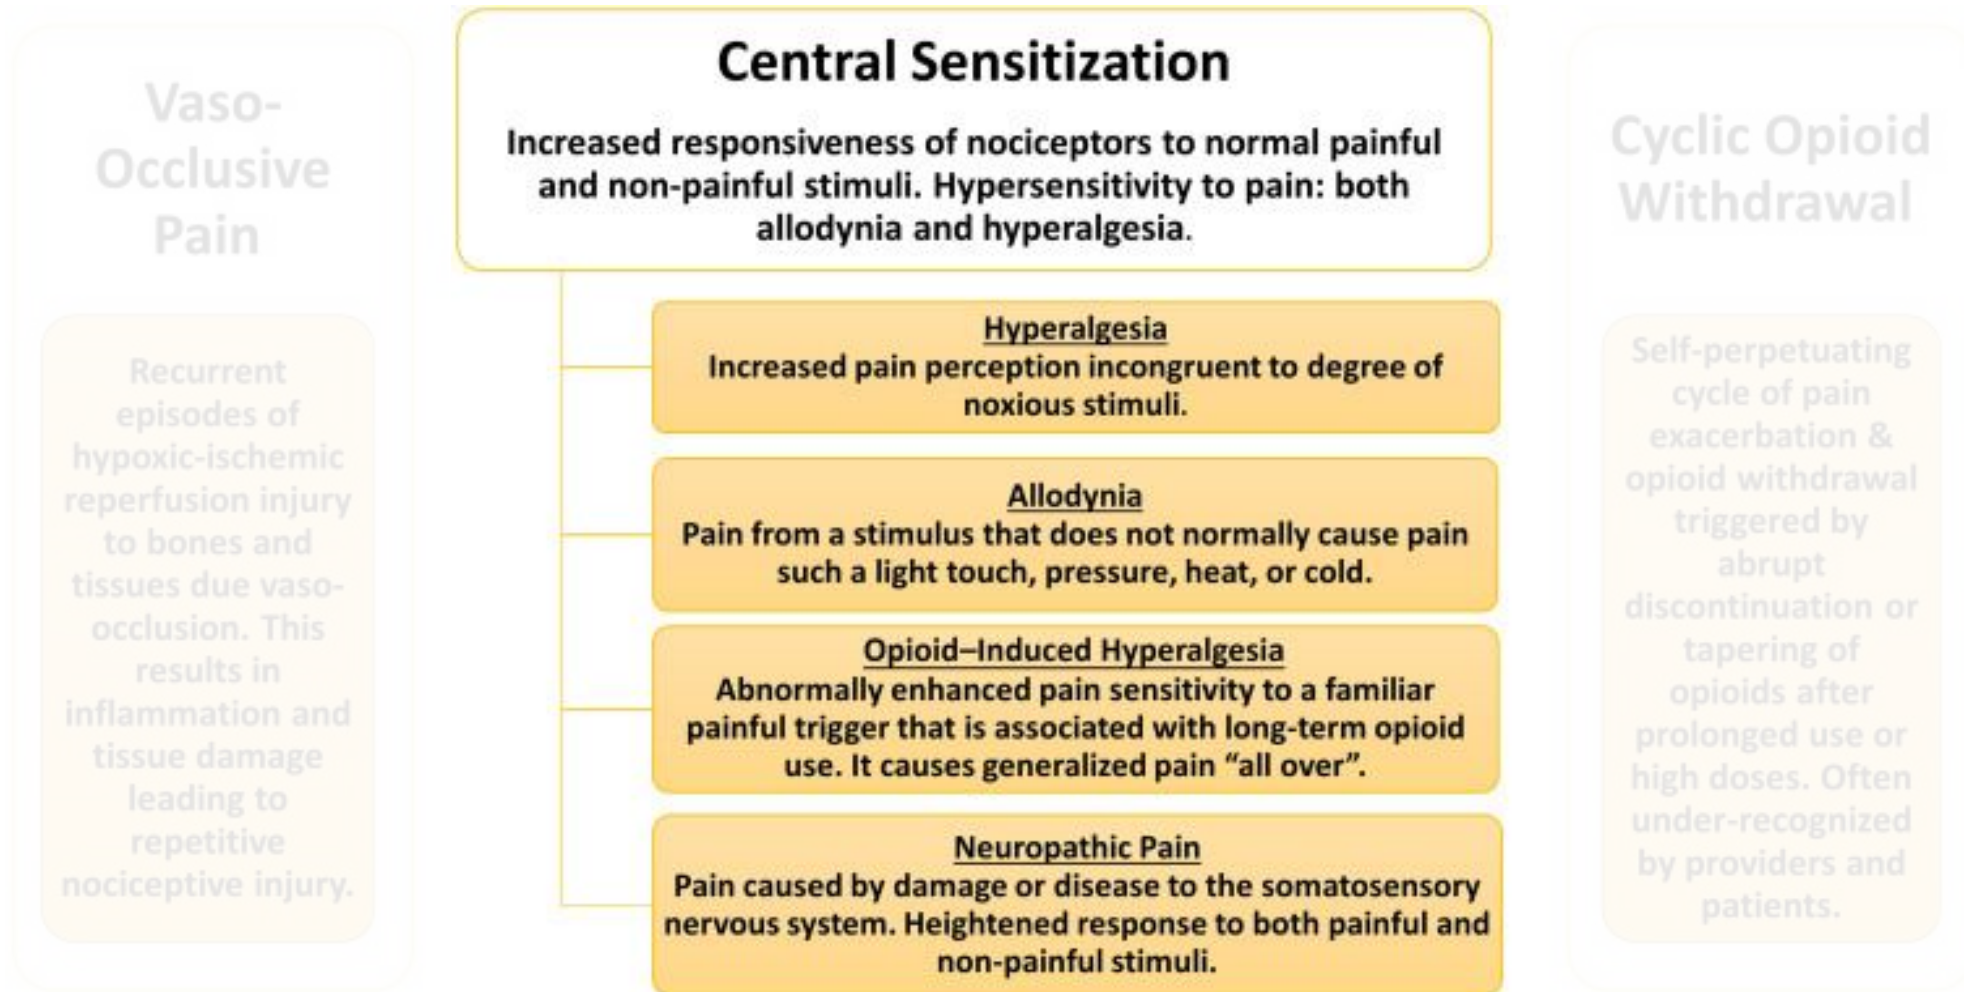 Vaso-
Occlusive
Pain
Recurrent
episodes of
hypoxic-ischemic
reperfusion injury
to bones and
tissues due vaso-
occlusion. This
results in
inflammation and
tissue damage
leading to
repetitive
nociceptive injury.
Central Sensitization
Increased responsiveness of nociceptors to normal painful
and non-painful stimuli. Hypersensitivity to pain: both
allodynia and hyperalgesia.
Hyperalgesia
Increased pain perception incongruent to degree of
noxious stimuli.
Allodynia
Pain from a stimulus that does not normally cause pain
such a light touch, pressure, heat, or cold.
Opioid–Induced Hyperalgesia
Abnormally enhanced pain sensitivity to a familiar
painful trigger that is associated with long-term opioid
use. It causes generalized pain “all over”.
Neuropathic Pain
Pain caused by damage or disease to the somatosensory
nervous system. Heightened response to both painful and
non-painful stimuli.
Cyclic Opioid
Withdrawal
Self-perpetuating
cycle of pain
exacerbation &
opioid withdrawal
triggered by
abrupt
discontinuation or
tapering of
opioids after
prolonged use or
high doses. Often
under-recognized
by providers and
patients.